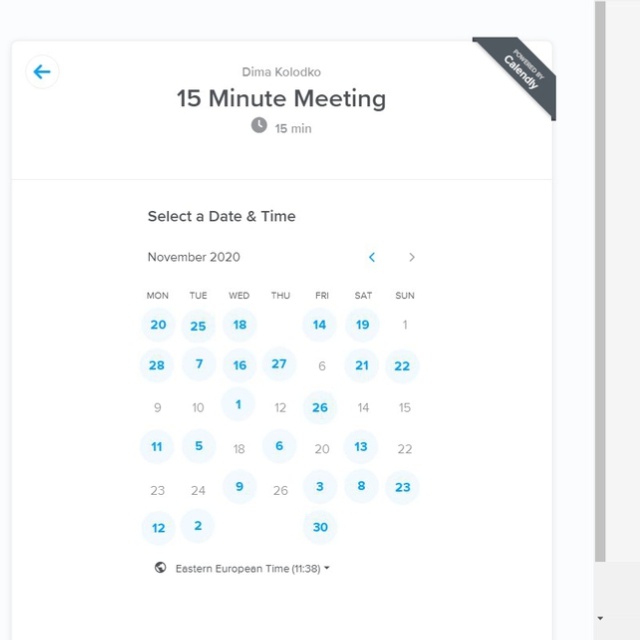 POWERED BY
Calendly
Dima Kolodko
15 Minute Meeting
15 min
Select a Date & Time
November 2020
MON TUE WED THU FRI SAT SUN
20 25 18 14 19 1
28 7 16 27 6 21 22
9 10 1 12 26 14 15
11 5 18 6 20 13 22
23 24 9 26 3 8 23
12 2 30
Eastern European Time (11:38)